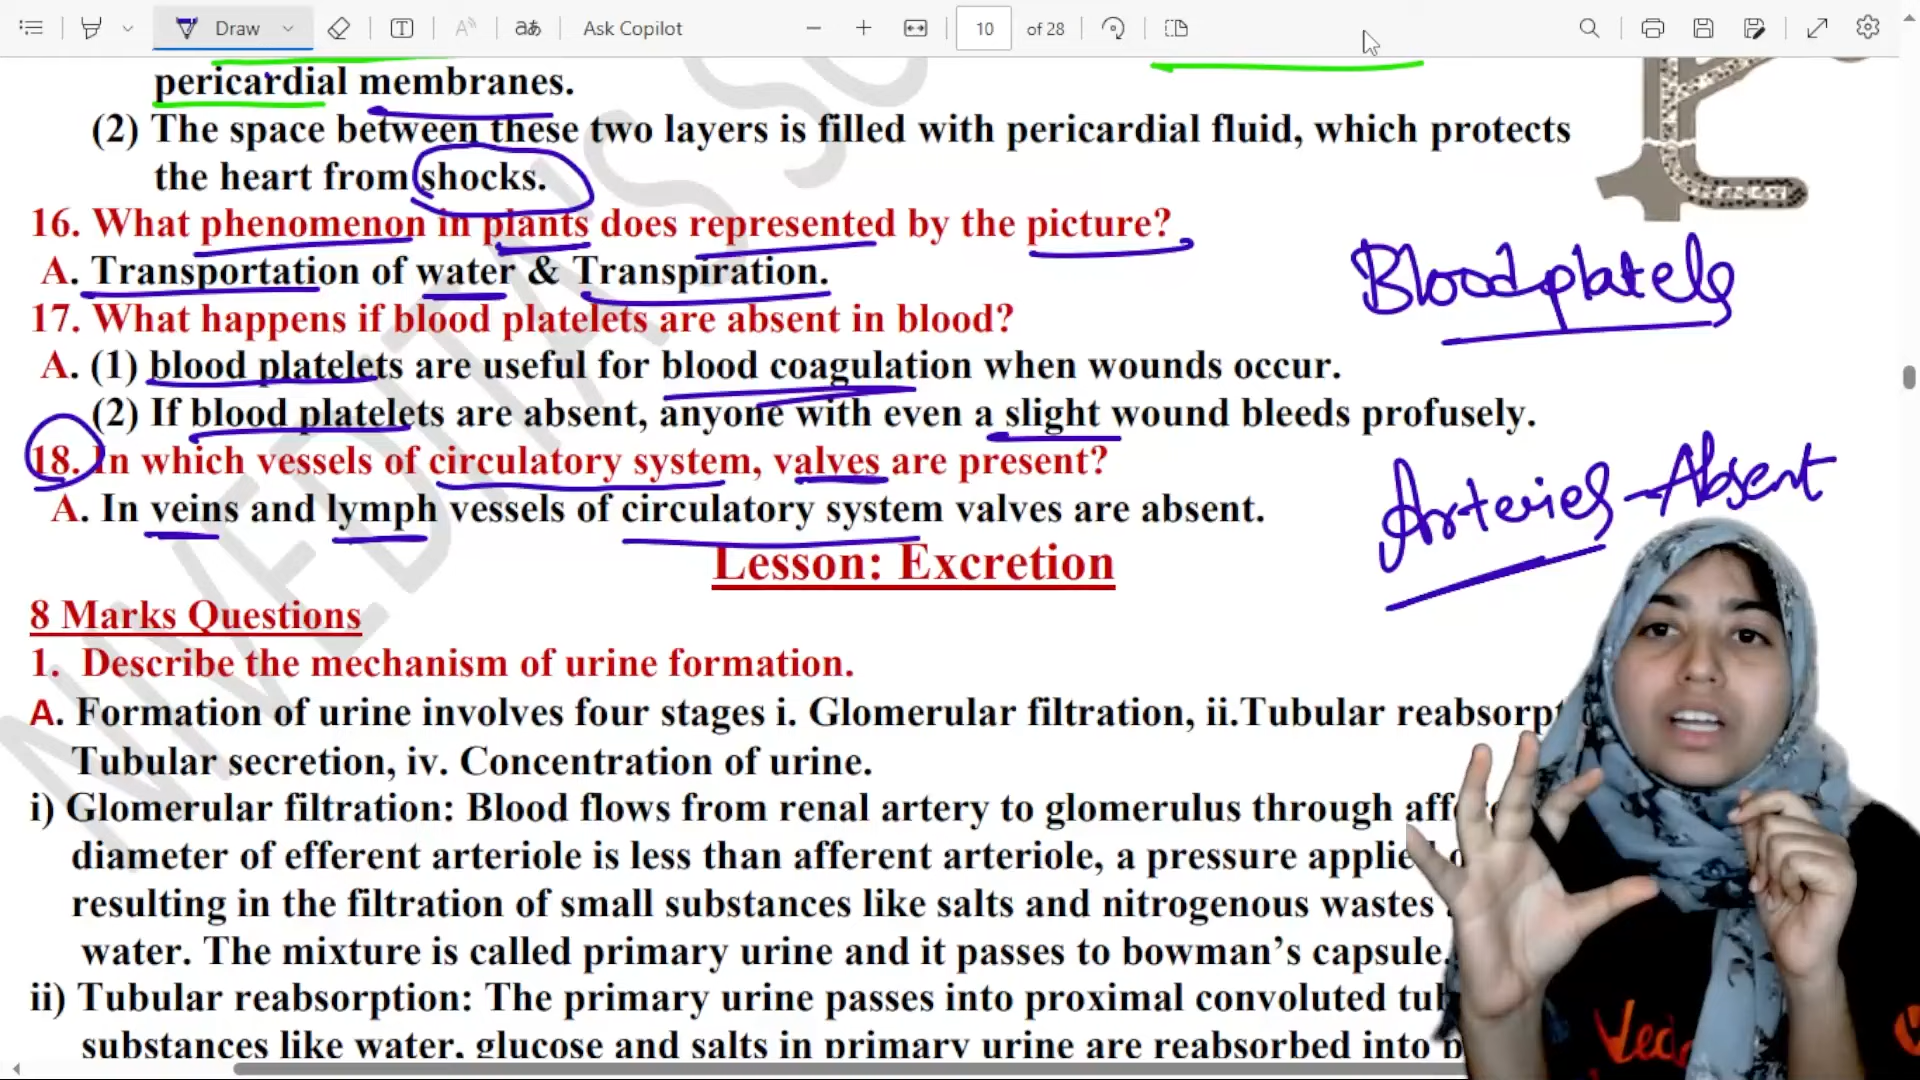 Draw
Ask Copilot
10 of 28
pericardial membranes.
(2) The space between these two layers is filled with pericardial fluid, which protects
the heart from shocks.
16. What phenomenon in plants does represented by the picture?
A. Transportation of water & Transpiration.
Blood platelets
17. What happens if blood platelets are absent in blood?
A. (1) blood platelets are useful for blood coagulation when wounds occur.
(2) If blood platelets are absent, anyone with even a slight wound bleeds profusely.
18. In which vessels of circulatory system, valves are present?
A. In veins and lymph vessels of circulatory system valves are absent.
Arteries - Absent
Lesson: Excretion
8 Marks Questions
1. Describe the mechanism of urine formation.
A. Formation of urine involves four stages i. Glomerular filtration, ii.Tubular
Tubular secretion, iv. Concentration of urine.
i) Glomerular filtration: Blood flows from renal artery to glomerulus through
diameter of efferent arteriole is less than afferent arteriole, a pressure
resulting in the filtration of small substances like salts and nitrogenous wastes
water. The mixture is called primary urine and it passes to bowman’s capsule.
ii) Tubular reabsorption: The primary urine passes into proximal convoluted
substances like water, glucose and salts in primary urine are reabsorbed into